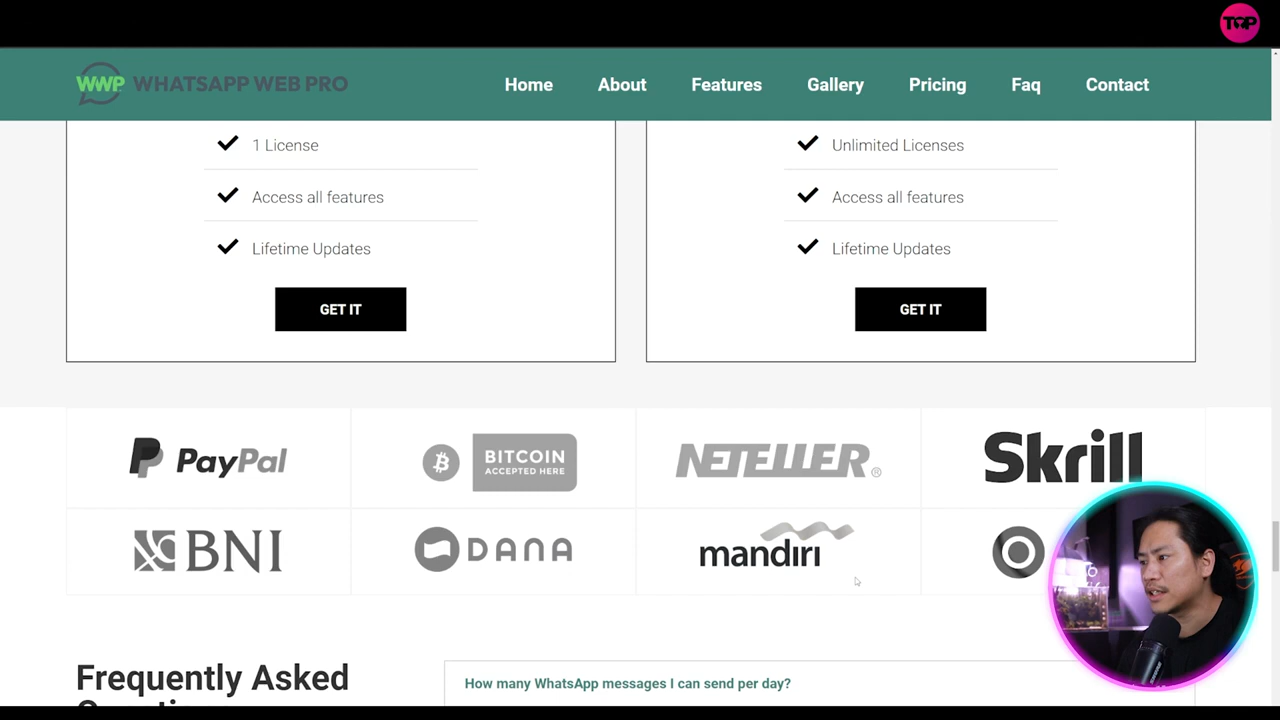 TOP
WWP WHATSAPP WEB PRO
Home About Features Gallery Pricing Faq Contact
1 License
Access all features
Lifetime Updates
GET IT
Unlimited Licenses
Access all features
Lifetime Updates
GET IT
PayPal
BITCOIN
ACCEPTED HERE
NETELLER®
Skrill
BNI
DANA
mandırı
Frequently Asked
How many WhatsApp messages I can send per day?